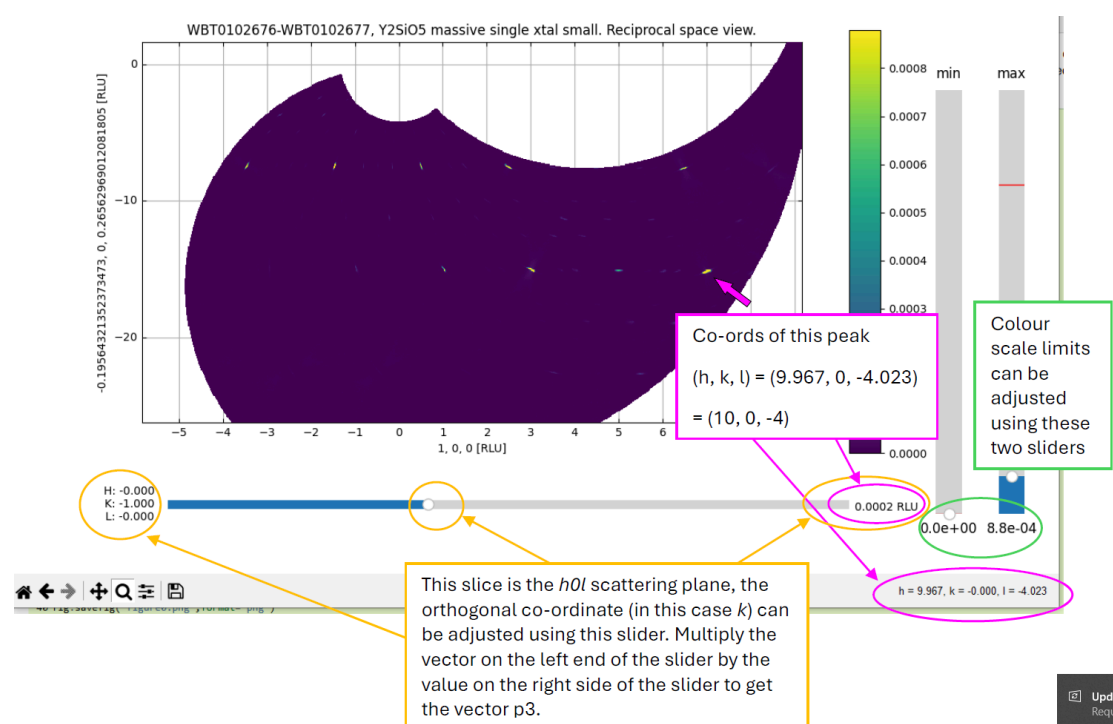 WBT0102676-WBT0102677, Y2SiO5 massive single xtal small. Reciprocal space view.
-0.19564321352373473, 0, 0.26562969012081805 [RLU]
0
−10
−20
−5 −4 −3 −2 −1 0 1 2 3 4 5 6
1, 0, 0 [RLU]
0.0008
0.0007
0.0006
0.0005
0.0004
0.0003
0.0000
min max
Co-ords of this peak
(h, k, l) = (9.967, 0, -4.023)
= (10, 0, -4)
Colour
scale limits
can be
adjusted
using these
two sliders
H: -0.000
K: -1.000
L: -0.000
0.0002 RLU
0.0e+00 8.8e-04
This slice is the h0l scattering plane, the
orthogonal co-ordinate (in this case k) can
be adjusted using this slider. Multiply the
vector on the left end of the slider by the
value on the right side of the slider to get
the vector p3.
h = 9.967, k = -0.000, l = -4.023
Upd
Requ